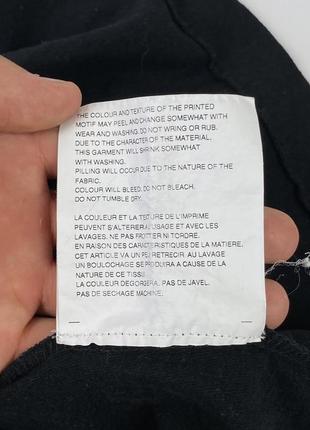 THE COLOUR AND TEXTURE OF THE PRINTED
MOTIF MAY PEEL AND CHANGE SOMEWHAT WITH
WEAR AND WASHING. DO NOT WRING OR RUB.
DUE TO THE CHARACTER OF THE MATERIAL,
THIS GARMENT WILL SHRINK SOMEWHAT
WITH WASHING.
PILLING WILL OCCUR DUE TO THE NATURE OF THE
FABRIC.
COLOUR WILL BLEED. DO NOT BLEACH.
DO NOT TUMBLE DRY.
LA COULEUR ET LA TEXTURE DE L'IMPRIME
PEUVENT S'ALTERER A L'USAGE ET AVEC LES
LAVAGES. NE PAS FROTTER NI TORDRE.
EN RAISON DES CARACTERISTIQUES DE LA MATIERE,
CET ARTICLE VA UN PEU RETRECIR. AU LAVAGE
UN BOULOCHAGE SE PRODUIRA A CAUSE DE LA
NATURE DE CE TISSU.
LA COULEUR DEGORGERA. PAS DE JAVEL.
PAS DE SECHAGE MACHINE.